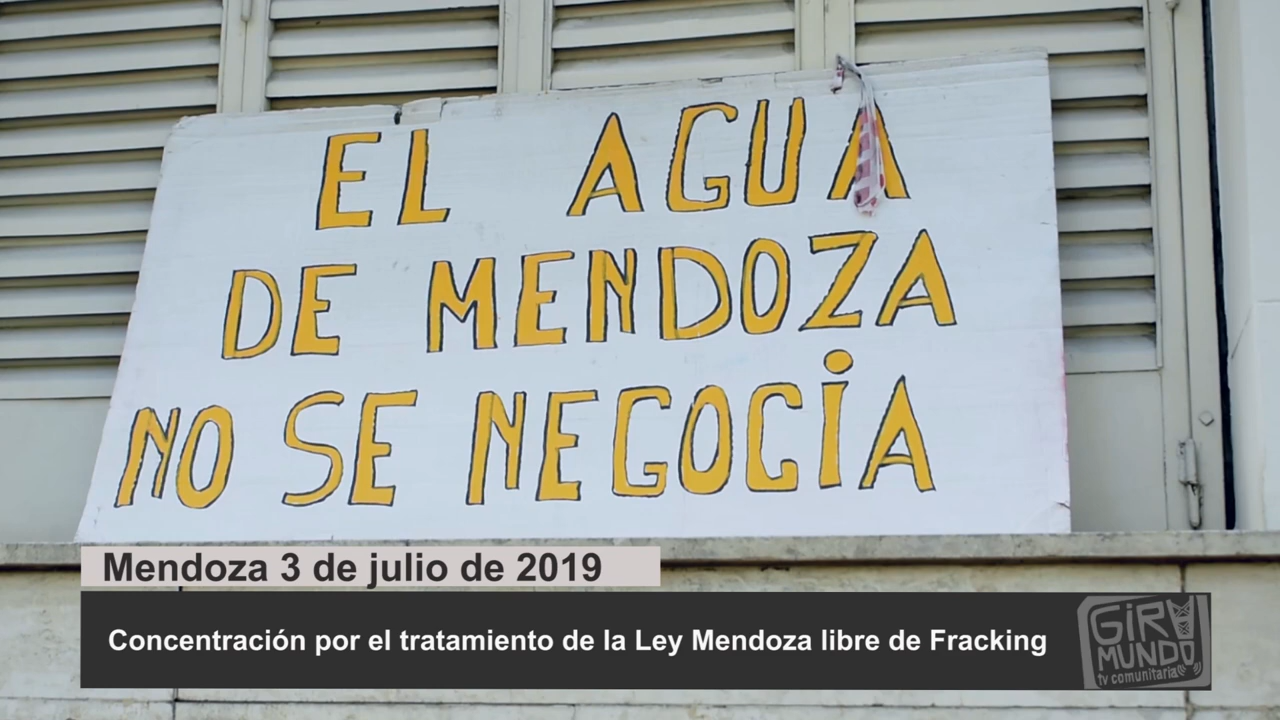 EL AGUA
DE MENDOZA
NO SE NEGOCiA
Mendoza 3 de julio de 2019
Concentración por el tratamiento de la Ley Mendoza libre de Fracking
GiRA
MUNDO
tv comunitaria